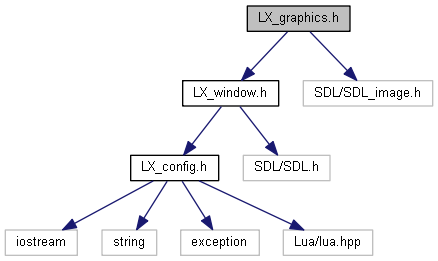 LX_graphics.h
LX_window.h
SDL/SDL_image.h
LX_config.h
SDL/SDL.h
iostream
string
exception
Lua/lua.hpp